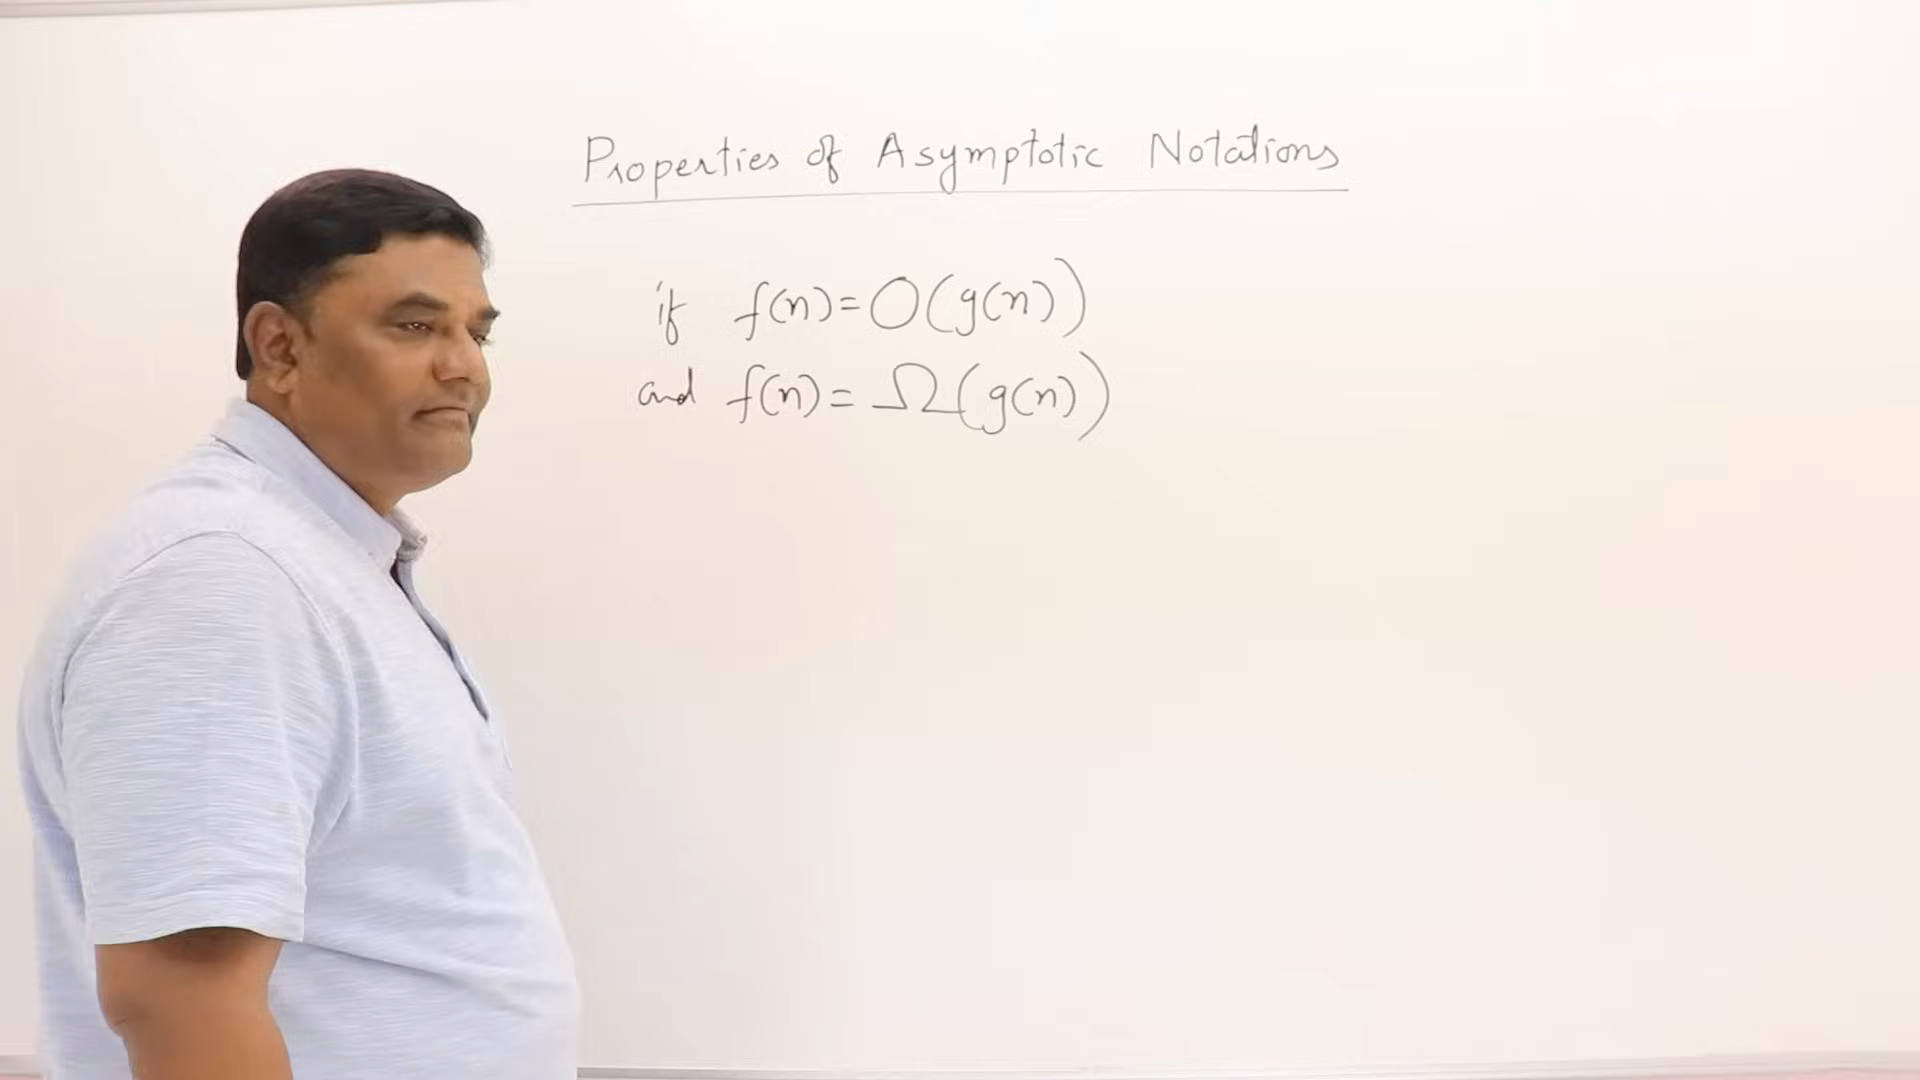 Properties of Asymptotic Notations
if f(n)=O(g(n))
and f(n)=Ω(g(n))